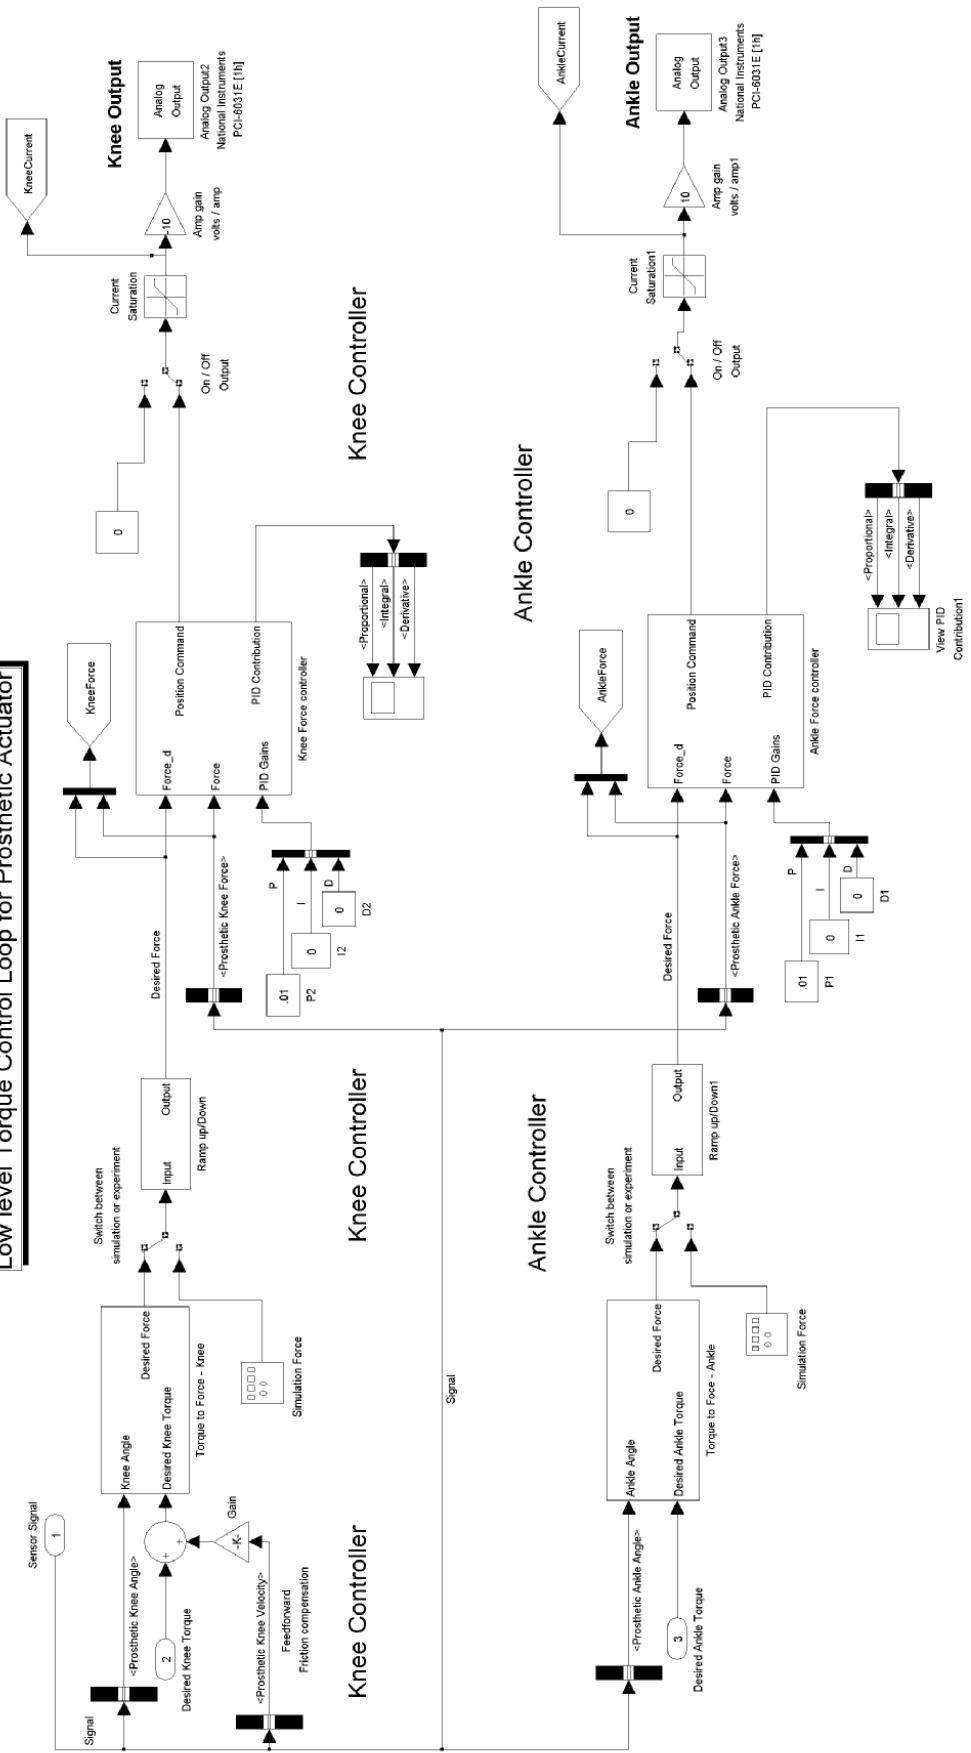 Low level Torque Control Loop for Prosthetic Actuator
Sensor Signal
1
Signal
<Prosthetic Knee Angle>
2
Desired Knee Torque
<Prosthetic Knee Velocity>
Feedforward
Friction compensation
-K-
Gain
+
+
Knee Angle
Desired Knee Torque
Desired Force
Torque to Force - Knee
Simulation Force
Switch between
simulation or experiment
Input
Output
Ramp up/Down
Desired Force
<Prosthetic Knee Force>
.01
P2
0
I2
0
D2
P
I
D
KneeForce
Force_d
Force
PID Gains
Position Command
PID Contribution
Knee Force controller
<Proportional>
<Integral>
<Derivative>
0
On / Off
Output
Current
Saturation
KneeCurrent
-10
Amp gain
volts / amp
Knee Output
Analog
Output
Analog Output2
National Instruments
PCI-6031E [1h]
Knee Controller
Knee Controller
Knee Controller
Signal
Ankle Controller
Ankle Controller
<Prosthetic Ankle Angle>
3
Desired Ankle Torque
Ankle Angle
Desired Ankle Torque
Desired Force
Torque to Foce - Ankle
Simulation Force
Switch between
simulation or experiment
Input
Output
Ramp up/Down1
Desired Force
<Prosthetic Ankle Force>
.01
P1
0
I1
0
D1
P
I
D
AnkleForce
Force_d
Force
PID Gains
Position Command
PID Contribution
Ankle Force controller
<Proportional>
<Integral>
<Derivative>
View PID
Contribution1
0
On / Off
Output
Current
Saturation1
AnkleCurrent
10
Amp gain
volts / amp1
Ankle Output
Analog
Output
Analog Output3
National Instruments
PCI-6031E [1h]